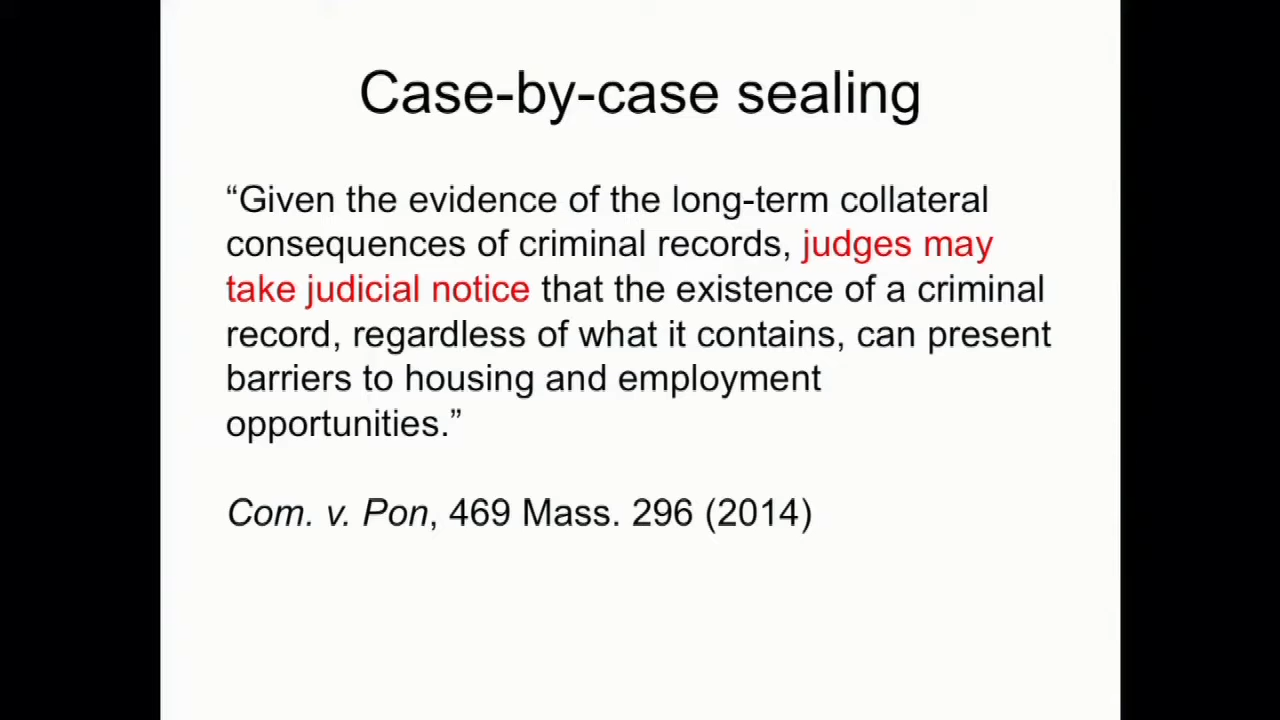 Case-by-case sealing
“Given the evidence of the long-term collateral
consequences of criminal records, judges may
take judicial notice that the existence of a criminal
record, regardless of what it contains, can present
barriers to housing and employment
opportunities.”
Com. v. Pon, 469 Mass. 296 (2014)